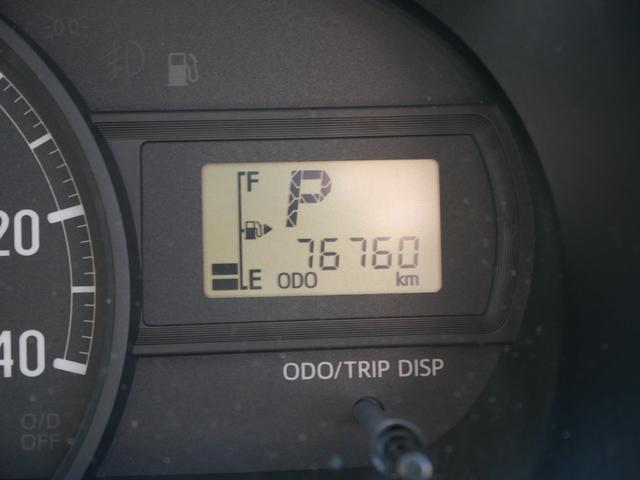 F
P
20
76760
E ODO km
40
ODO/TRIP DISP
O/D
OFF